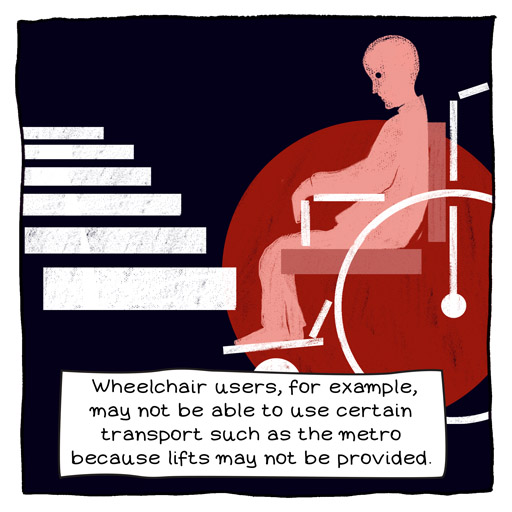 Wheelchair users, for example,
may not be able to use certain
transport such as the metro
because lifts may not be provided.